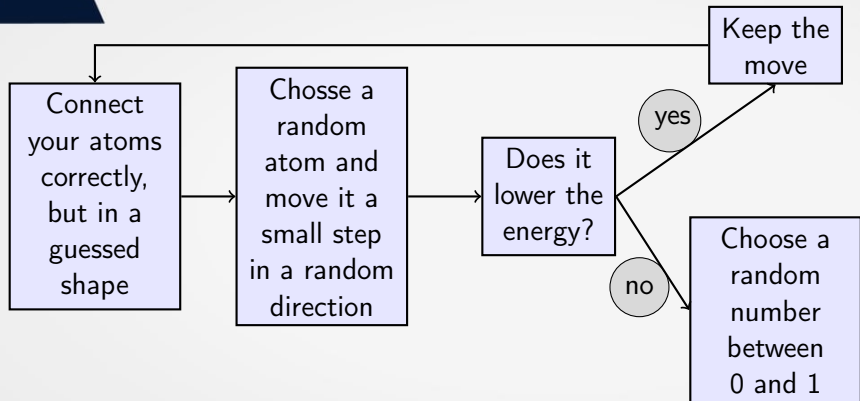 Connect
your atoms
correctly,
but in a
guessed
shape
Chosse a
random
atom and
move it a
small step
in a random
direction
Does it
lower the
energy?
yes
Keep the
move
no
Choose a
random
number
between
0 and 1